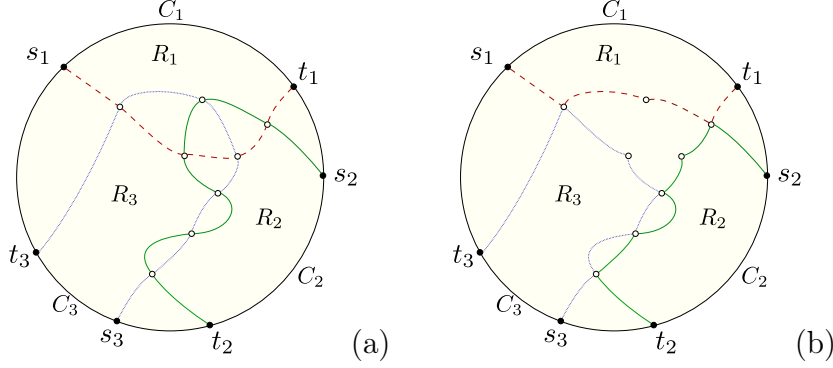 C₁
s₁
R₁
t₁
s₂
R₃
R₂
t₃
C₂
C₃
s₃
t₂
(a)
C₁
s₁
R₁
t₁
s₂
R₃
R₂
t₃
C₂
C₃
s₃
t₂
(b)